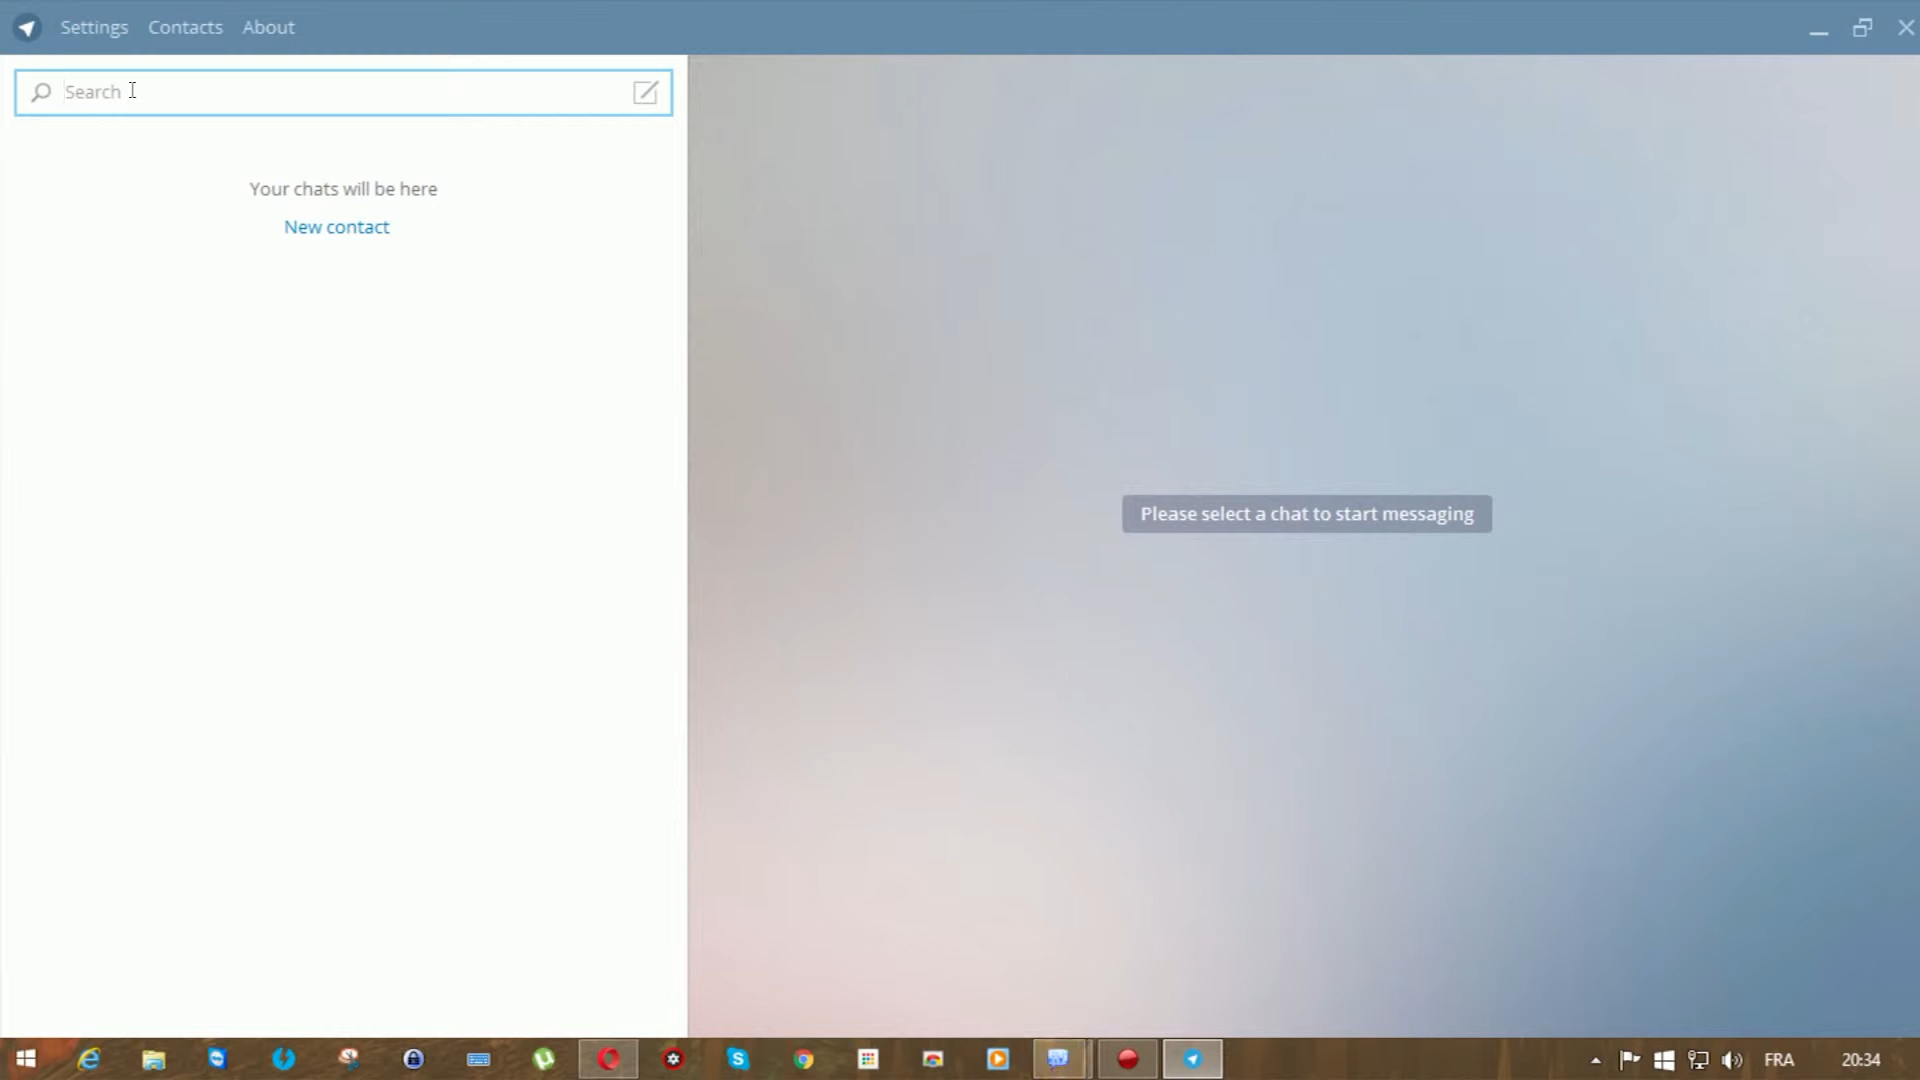 Settings Contacts About
Search
Your chats will be here
New contact
Please select a chat to start messaging
FRA 20:34